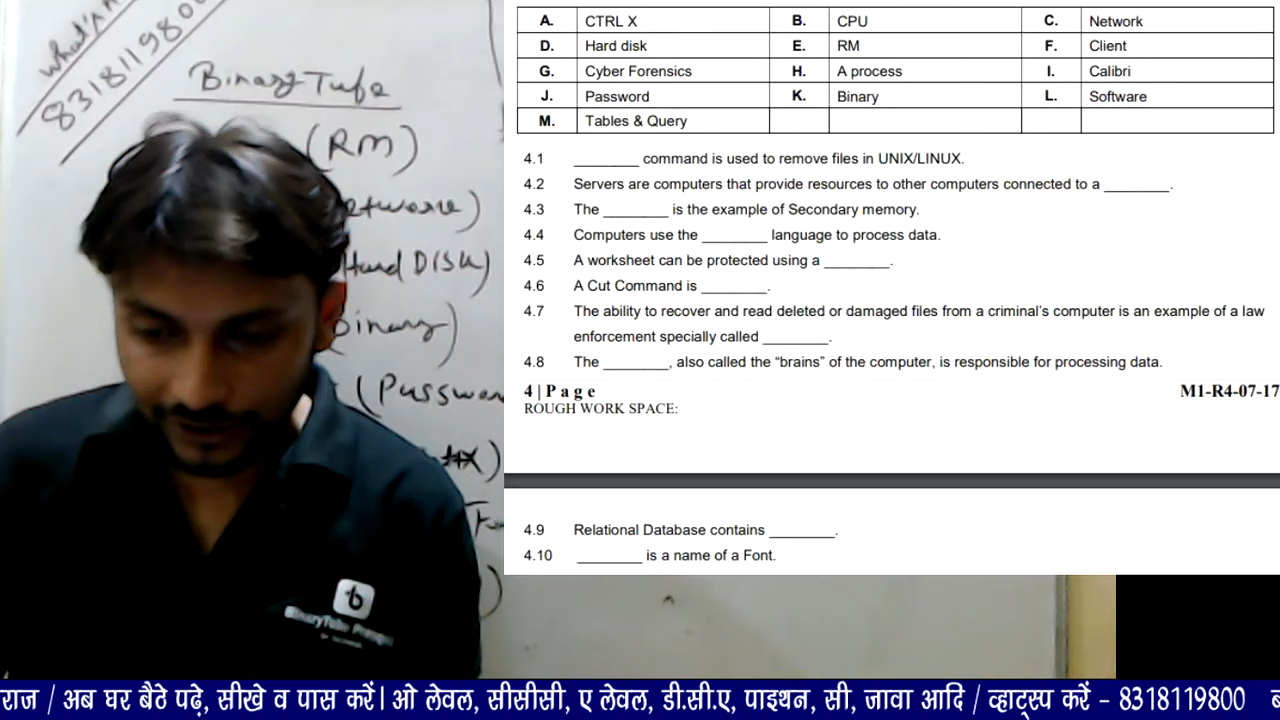 what's
8318119800
BinaryTube
(RM)
Hard DISK)
Binary)
A. CTRL X B. CPU C. Network
D. Hard disk E. RM F. Client
G. Cyber Forensics H. A process I. Calibri
J. Password K. Binary L. Software
M. Tables & Query
4.1 ________ command is used to remove files in UNIX/LINUX.
4.2 Servers are computers that provide resources to other computers connected to a ________.
4.3 The ________ is the example of Secondary memory.
4.4 Computers use the ________ language to process data.
4.5 A worksheet can be protected using a ________.
4.6 A Cut Command is ________.
4.7 The ability to recover and read deleted or damaged files from a criminal's computer is an example of a law
enforcement specially called ________.
4.8 The ________, also called the “brains” of the computer, is responsible for processing data.
4 | P a g e M1-R4-07-17
ROUGH WORK SPACE:
4.9 Relational Database contains ________.
4.10 ________ is a name of a Font.
राज / अब घर बैठे पढ़े, सीखे व पास करें। ओ लेवल, सीसीसी, ए लेवल, डी.सी.ए, पाइथन, सी, जावा आदि / व्हाट्स्प करें - 8318119800